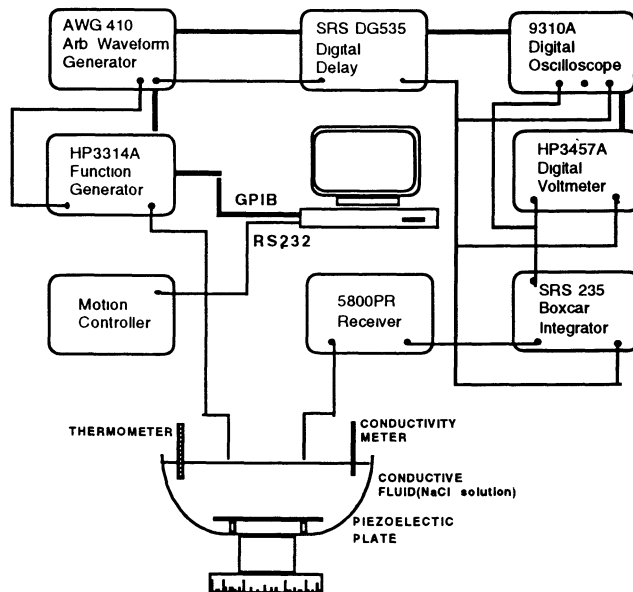 AWG 410
Arb Waveform
Generator
SRS DG535
Digital
Delay
9310A
Digital
Oscilloscope
HP3314A
Function
Generator
HP3457A
Digital
Voltmeter
GPIB
RS232
Motion
Controller
5800PR
Receiver
SRS 235
Boxcar
Integrator
THERMOMETER
CONDUCTIVITY
METER
CONDUCTIVE
FLUID(NaCl solution)
PIEZOELECTIC
PLATE